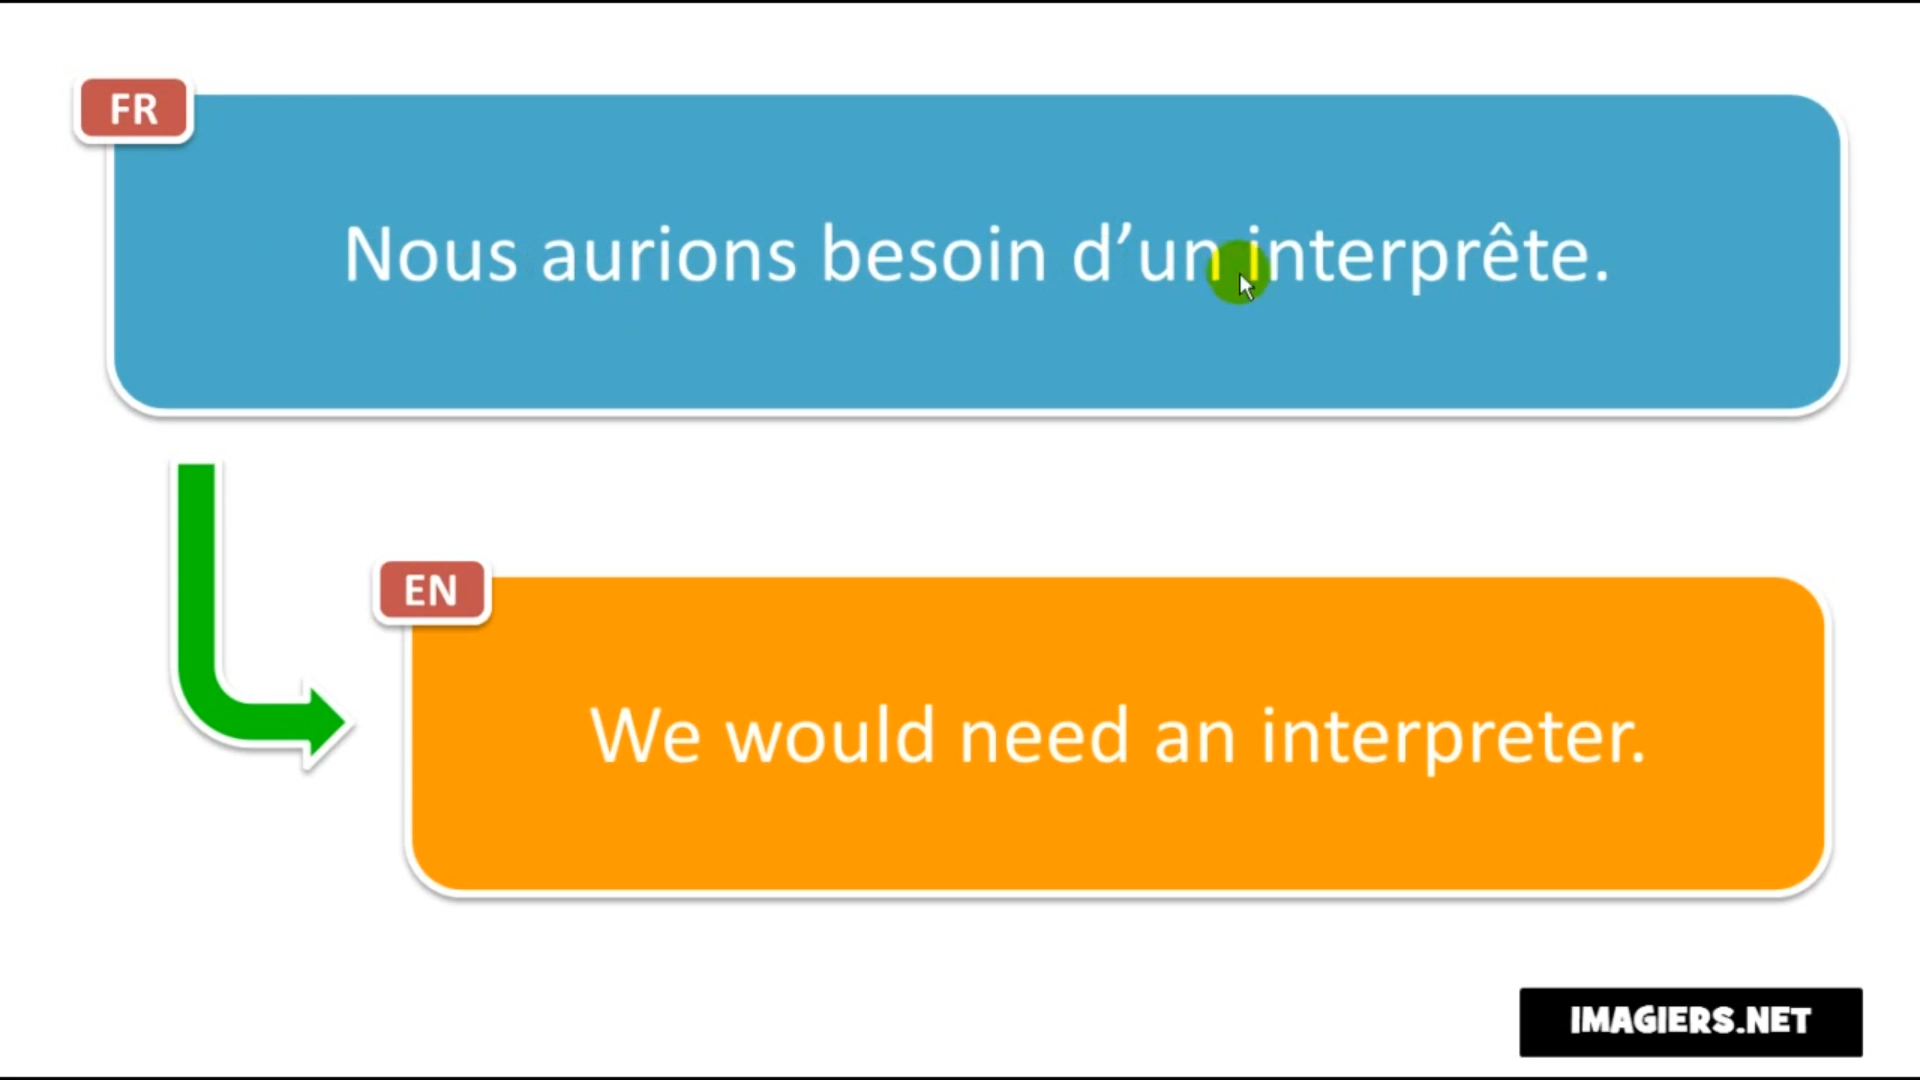 FR
Nous aurions besoin d’un interprête.
EN
We would need an interpreter.
IMAGIERS.NET